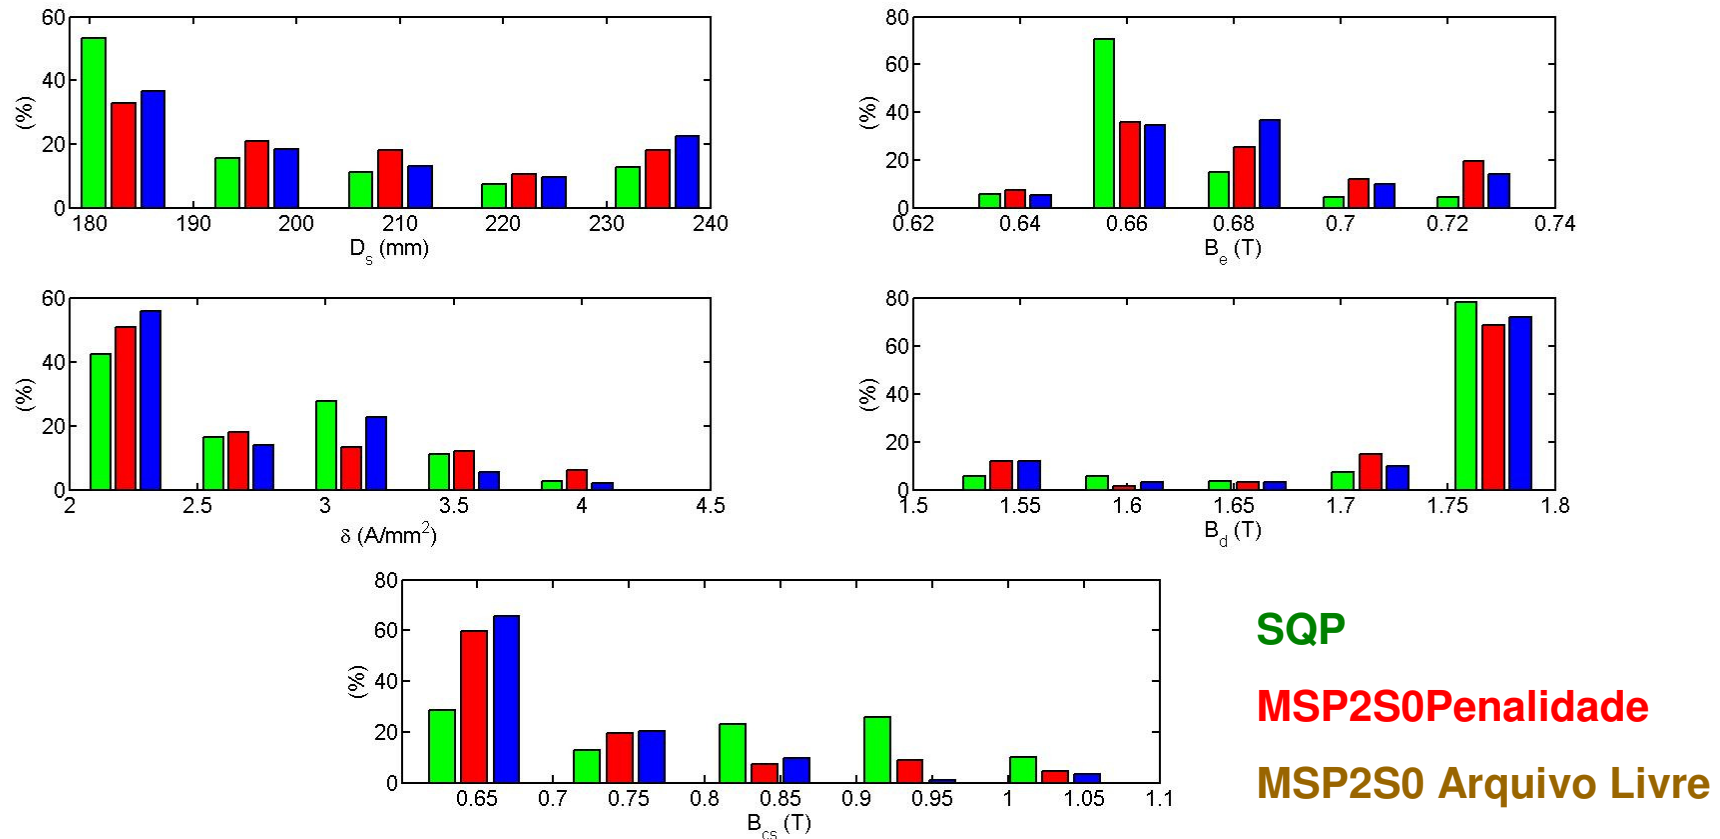 60
40
20
0
(%)
180 190 200 210 220 230 240
D_s (mm)
80
60
40
20
0
(%)
0.62 0.64 0.66 0.68 0.7 0.72 0.74
B_e (T)
60
40
20
0
(%)
2 2.5 3 3.5 4 4.5
δ (A/mm²)
80
60
40
20
0
(%)
1.5 1.55 1.6 1.65 1.7 1.75 1.8
B_d (T)
80
60
40
20
0
(%)
0.65 0.7 0.75 0.8 0.85 0.9 0.95 1 1.05 1.1
B_cs (T)
SQP
MSP2S0Penalidade
MSP2S0 Arquivo Livre